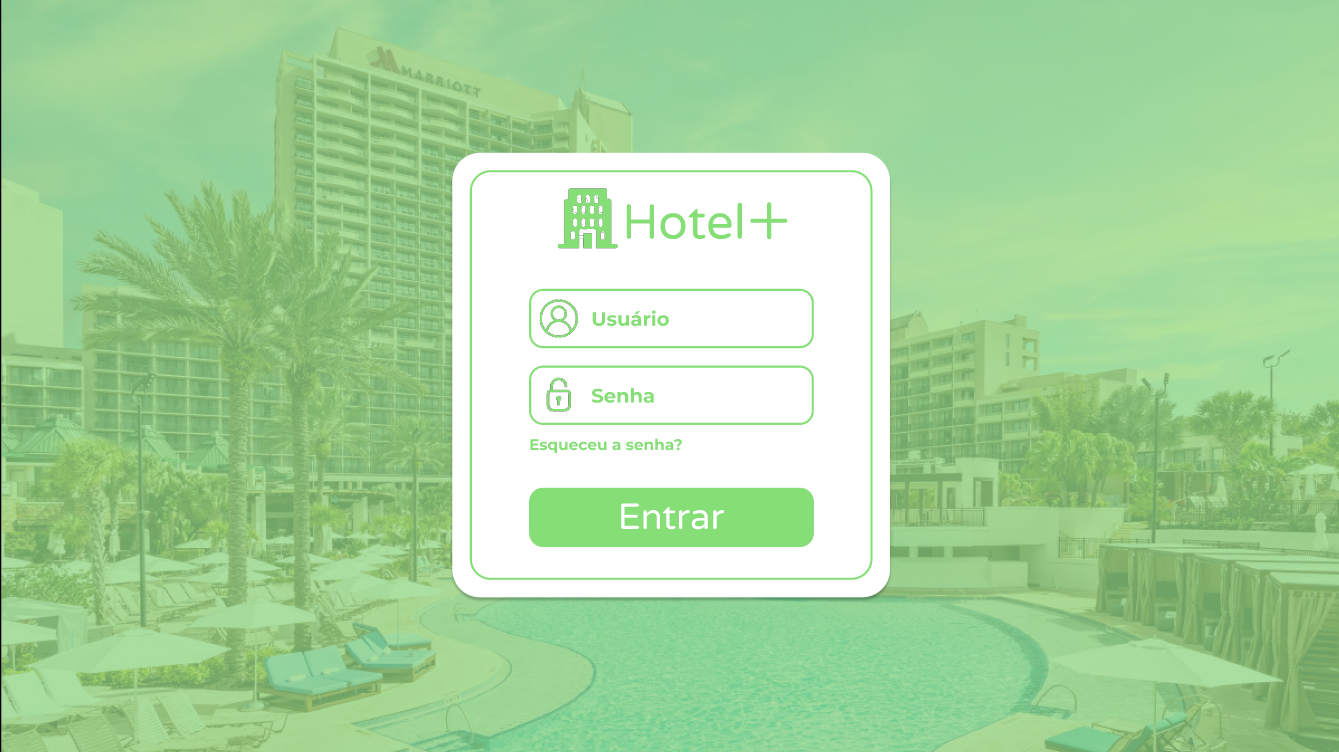 MARRIOTT
Hotel+
Usuário
Senha
Esqueceu a senha?
Entrar